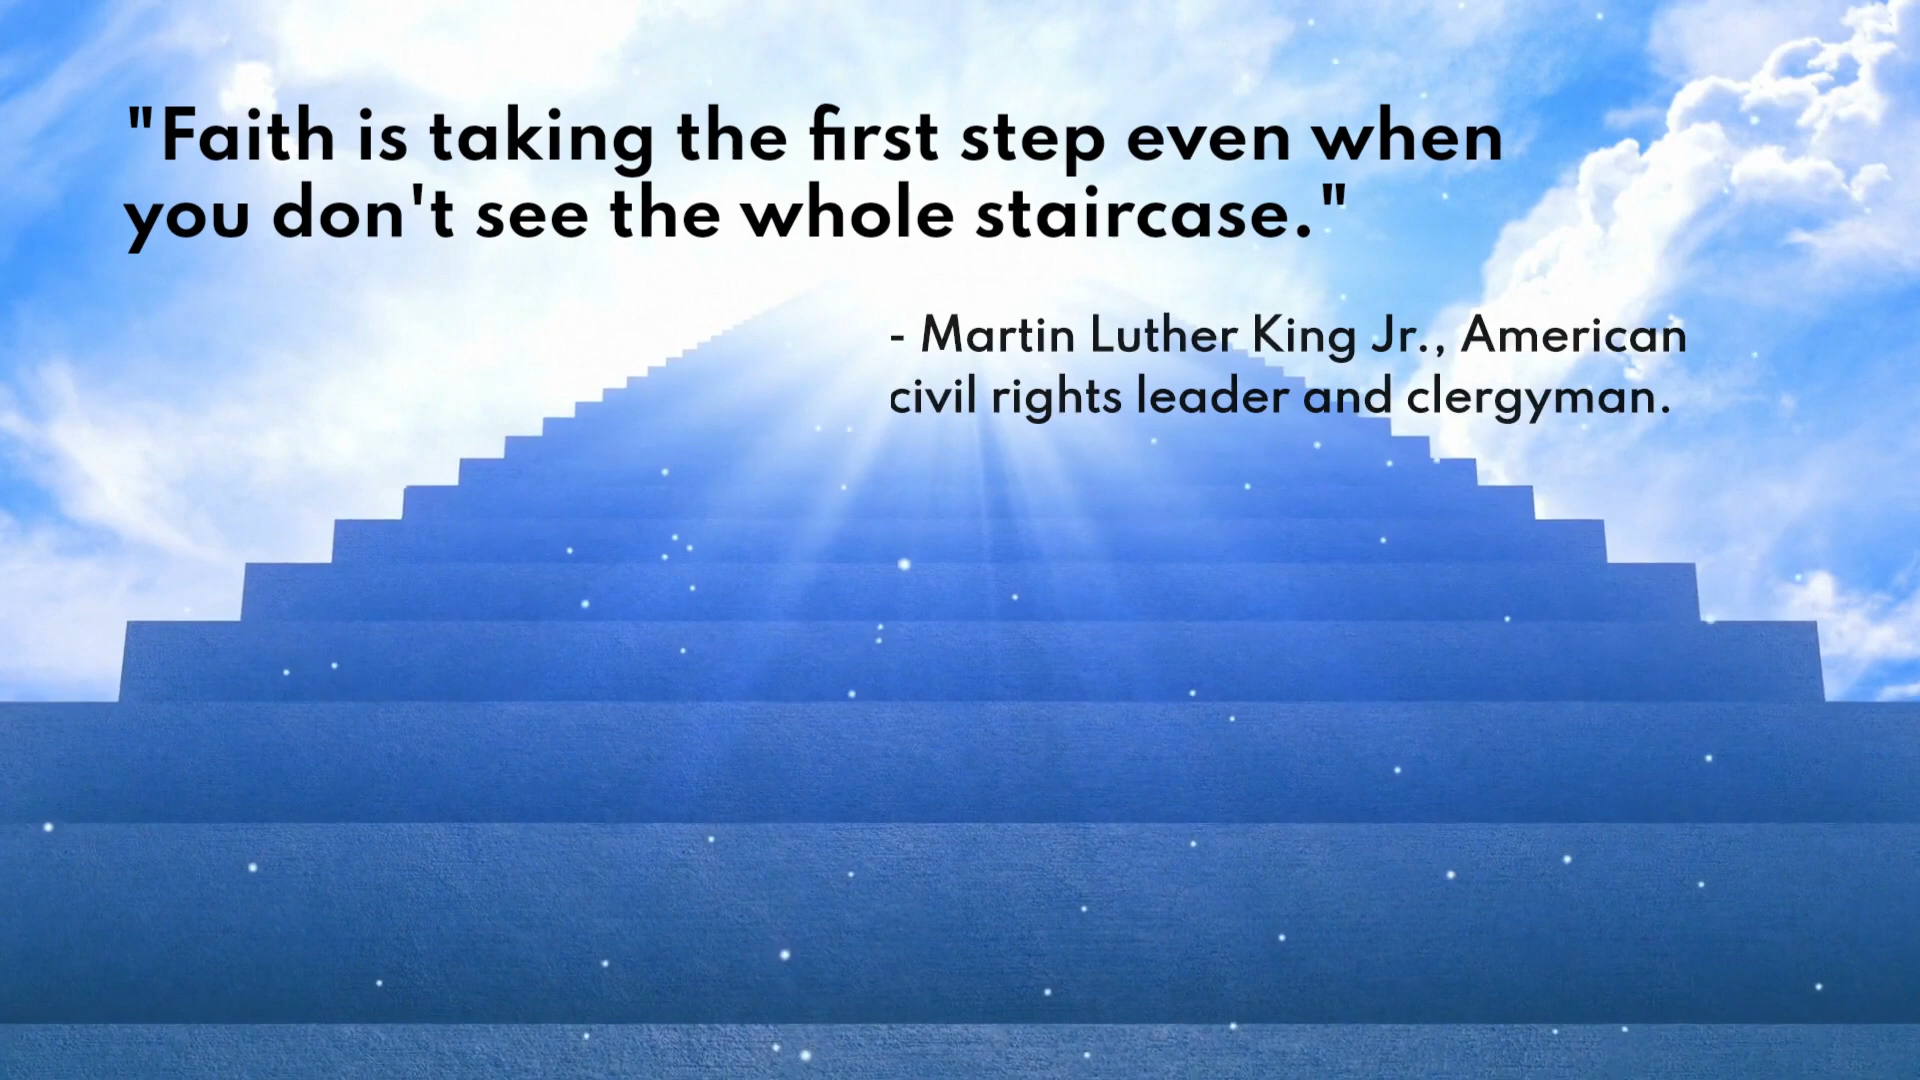 "Faith is taking the first step even when
you don't see the whole staircase."
- Martin Luther King Jr., American
civil rights leader and clergyman.